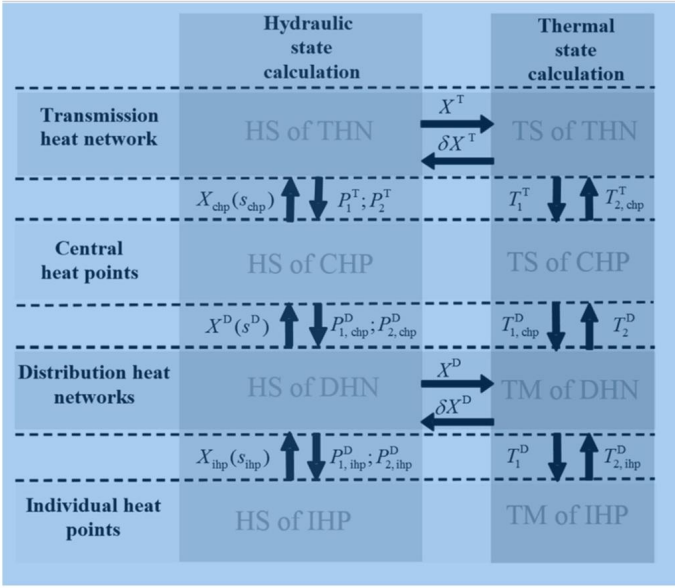 Hydraulic
state
calculation
Thermal
state
calculation
Transmission
heat network
HS of THN
X^T
δX^T
TS of THN
X_chp(s_chp)
P_1^T; P_2^T
T_1^T
T_2, chp^T
Central
heat points
HS of CHP
TS of CHP
X^D(s^D)
P_1, chp^D; P_2, chp^D
T_1, chp^D
T_2^D
Distribution heat
networks
HS of DHN
X^D
δX^D
TM of DHN
X_ihp(s_ihp)
P_1, ihp^D; P_2, ihp^D
T_1^D
T_2, ihp^D
Individual heat
points
HS of IHP
TM of IHP